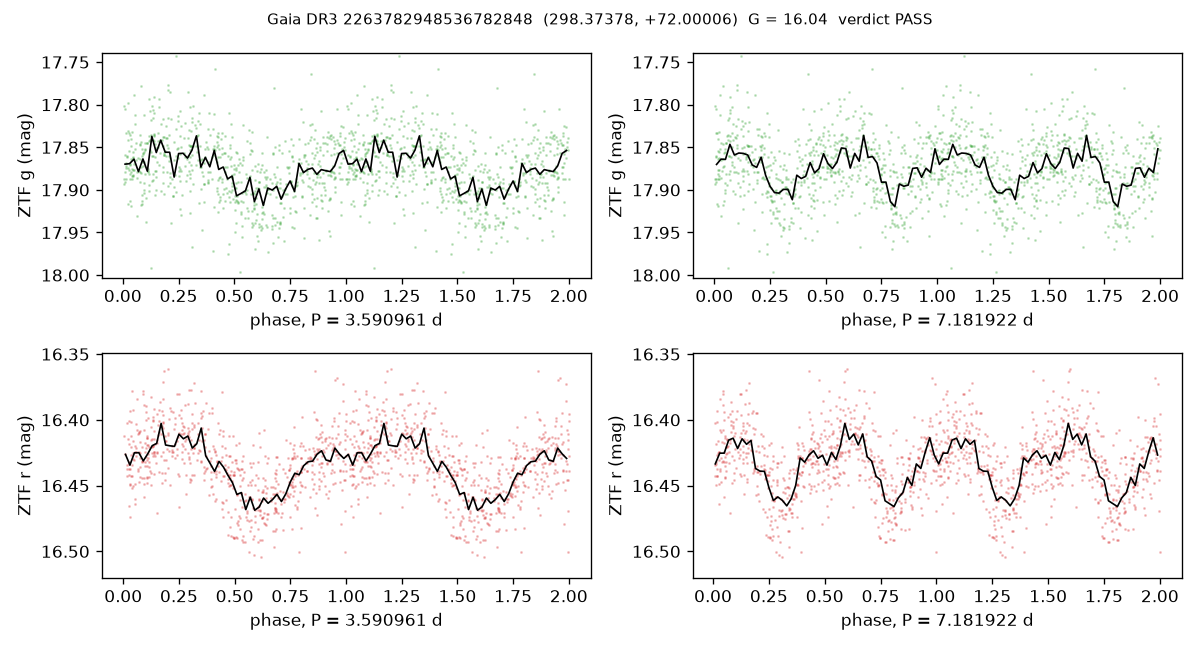 Gaia DR3 2263782948536782848  (298.37378, +72.00006)  G = 16.04  verdict PASS
ZTF g (mag)
17.75
17.80
17.85
17.90
17.95
18.00
0.00 0.25 0.50 0.75 1.00 1.25 1.50 1.75 2.00
phase, P = 3.590961 d
ZTF g (mag)
17.75
17.80
17.85
17.90
17.95
18.00
0.00 0.25 0.50 0.75 1.00 1.25 1.50 1.75 2.00
phase, P = 7.181922 d
ZTF r (mag)
16.35
16.40
16.45
16.50
0.00 0.25 0.50 0.75 1.00 1.25 1.50 1.75 2.00
phase, P = 3.590961 d
ZTF r (mag)
16.35
16.40
16.45
16.50
0.00 0.25 0.50 0.75 1.00 1.25 1.50 1.75 2.00
phase, P = 7.181922 d